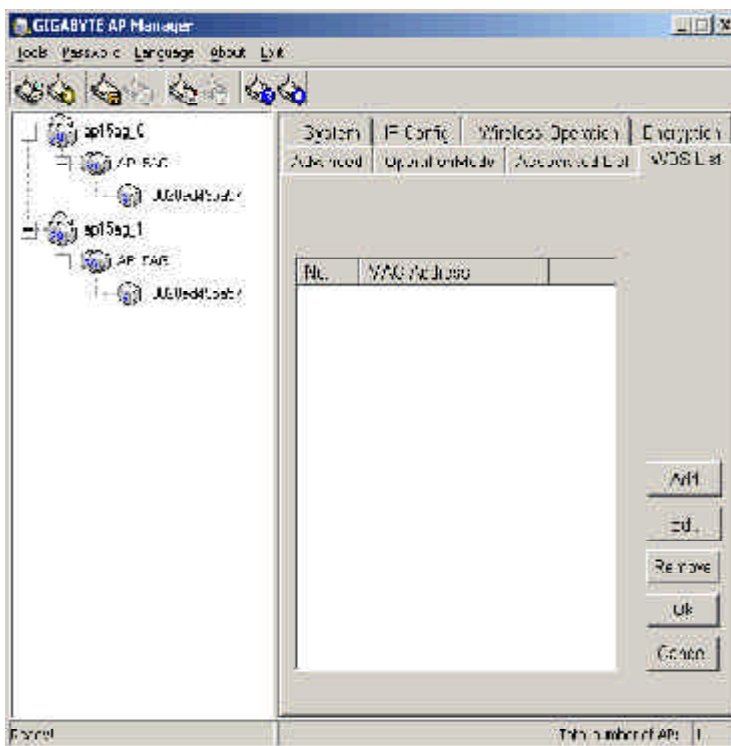 GIGABYTE AP Manager
Tools Password Language About Exit
ap15ag_0
ap15ag_1
System IP Config Wireless Operation Encryption
Advanced OperationMode Associated List WDS List
No. MAC Address
Add
Edit
Remove
Ok
Cancel
Ready!
Total number of APs 1